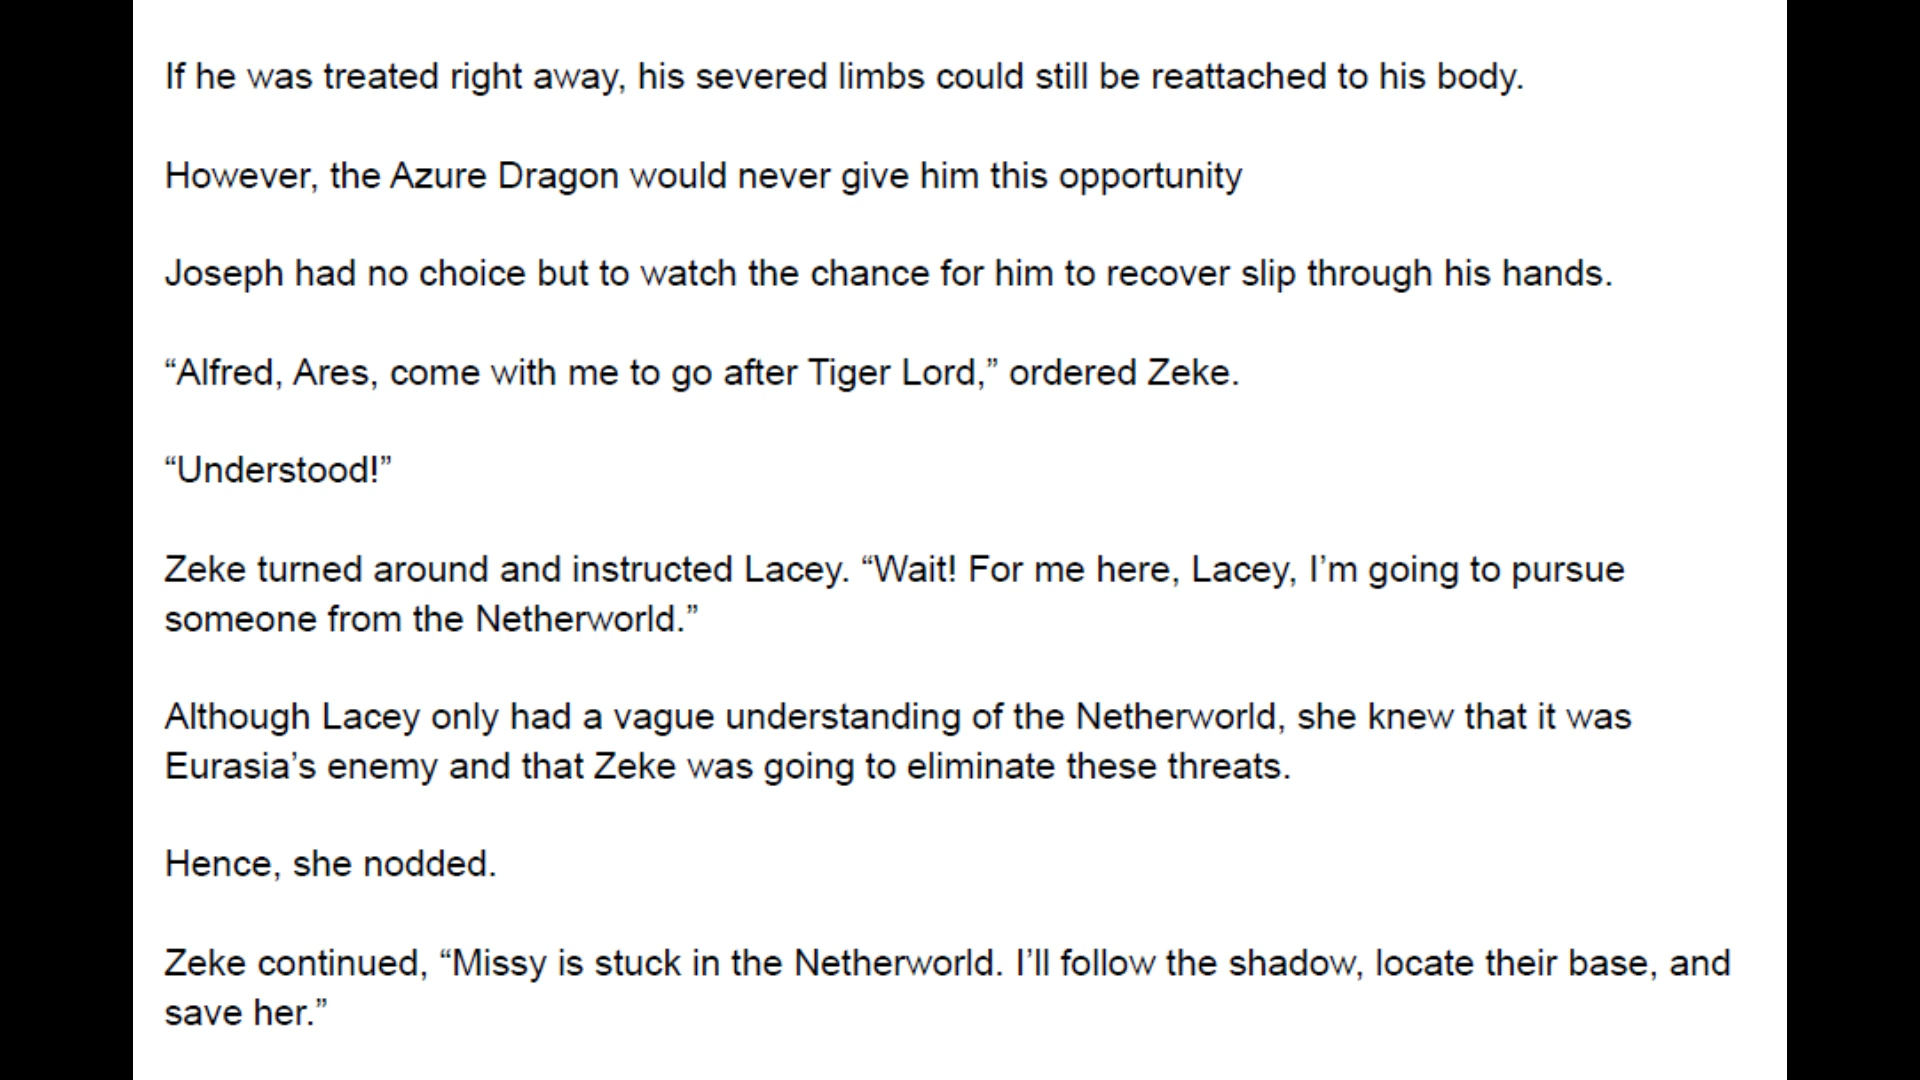 If he was treated right away, his severed limbs could still be reattached to his body.
However, the Azure Dragon would never give him this opportunity
Joseph had no choice but to watch the chance for him to recover slip through his hands.
“Alfred, Ares, come with me to go after Tiger Lord,” ordered Zeke.
“Understood!”
Zeke turned around and instructed Lacey. “Wait! For me here, Lacey, I’m going to pursue
someone from the Netherworld.”
Although Lacey only had a vague understanding of the Netherworld, she knew that it was
Eurasia’s enemy and that Zeke was going to eliminate these threats.
Hence, she nodded.
Zeke continued, “Missy is stuck in the Netherworld. I’ll follow the shadow, locate their base, and
save her.”